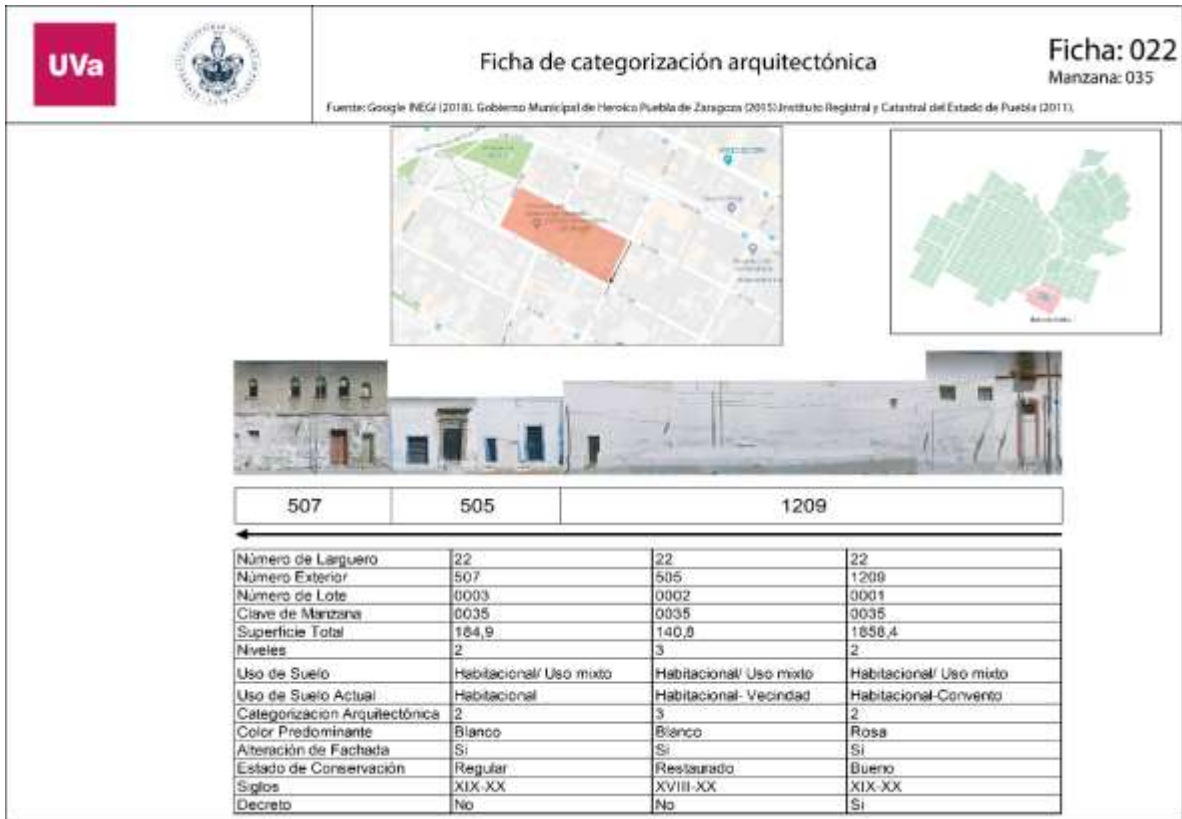 UVa
Ficha de categorización arquitectónica
Ficha: 022
Manzana: 035
Fuente: Google INEGI (2018). Gobierno Municipal de Heroico Puebla de Zaragoza (2015).Instituto Registral y Catastral del Estado de Puebla (2011).
507 505 1209
Número de Larguero 22 22 22
Número Exterior 507 505 1209
Número de Lote 0003 0002 0001
Clave de Manzana 0035 0035 0035
Superficie Total 184,9 140,8 1858,4
Niveles 2 3 2
Uso de Suelo Habitacional/ Uso mixto Habitacional/ Uso mixto Habitacional/ Uso mixto
Uso de Suelo Actual Habitacional Habitacional- Vecindad Habitacional-Convento
Categorización Arquitectónica 2 3 2
Color Predominante Blanco Blanco Rosa
Alteración de Fachada Si Si Si
Estado de Conservación Regular Restaurado Bueno
Siglos XIX-XX XVIII-XX XIX-XX
Decreto No No Si